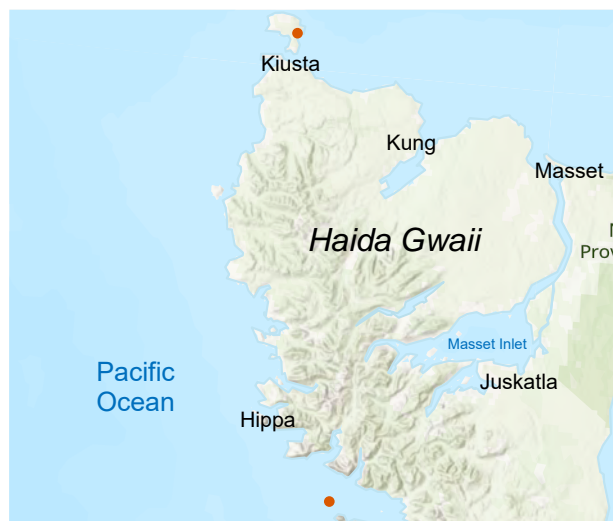 Kiusta
Kung
Masset
Haida Gwaii
Masset Inlet
Pacific
Ocean
Juskatla
Hippa